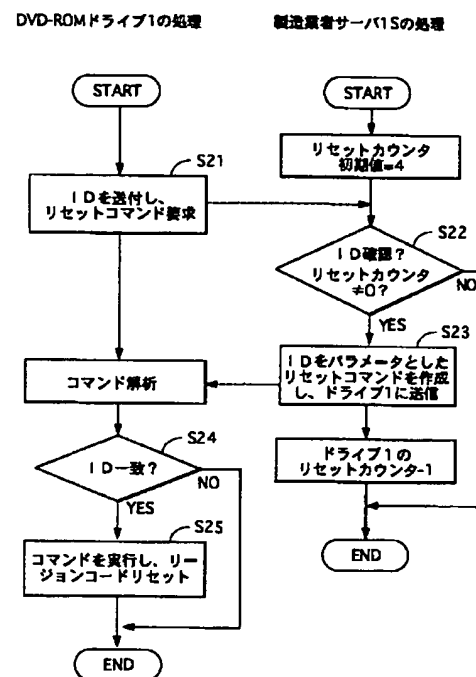 DVD-ROMドライブ1の処理
製造業者サーバ1Sの処理
START
START
リセットカウンタ
初期値=4
S21
IDを送付し、
リセットコマンド要求
S22
ID確認?
リセットカウンタ
≠0?
NO
YES
S23
IDをパラメータとした
リセットコマンドを作成
し、ドライブ1に送信
コマンド解析
ドライブ1の
リセットカウンター1
S24
ID一致?
NO
YES
S25
コマンドを実行し、リー
ジョンコードリセット
END
END